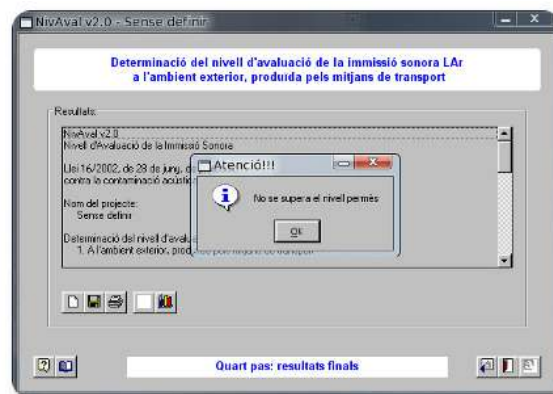 NivAval v2.0 - Sense definir
Determinació del nivell d'avaluació de la immissió sonora LAr
a l'ambient exterior, produïda pels mitjans de transport
Resultats:
NivAval v2.0
Nivell d'Avaluació de la Immissió Sonora
Llei 16/2002, de 28 de juny, de
contra la contaminació acústic
Nom del projecte:
Sense definir
Determinació del nivell d'avalu
1. A l'ambient exterior, prod
Atenció!!!
No se supera el nivell permès
Ok
Quart pas: resultats finals